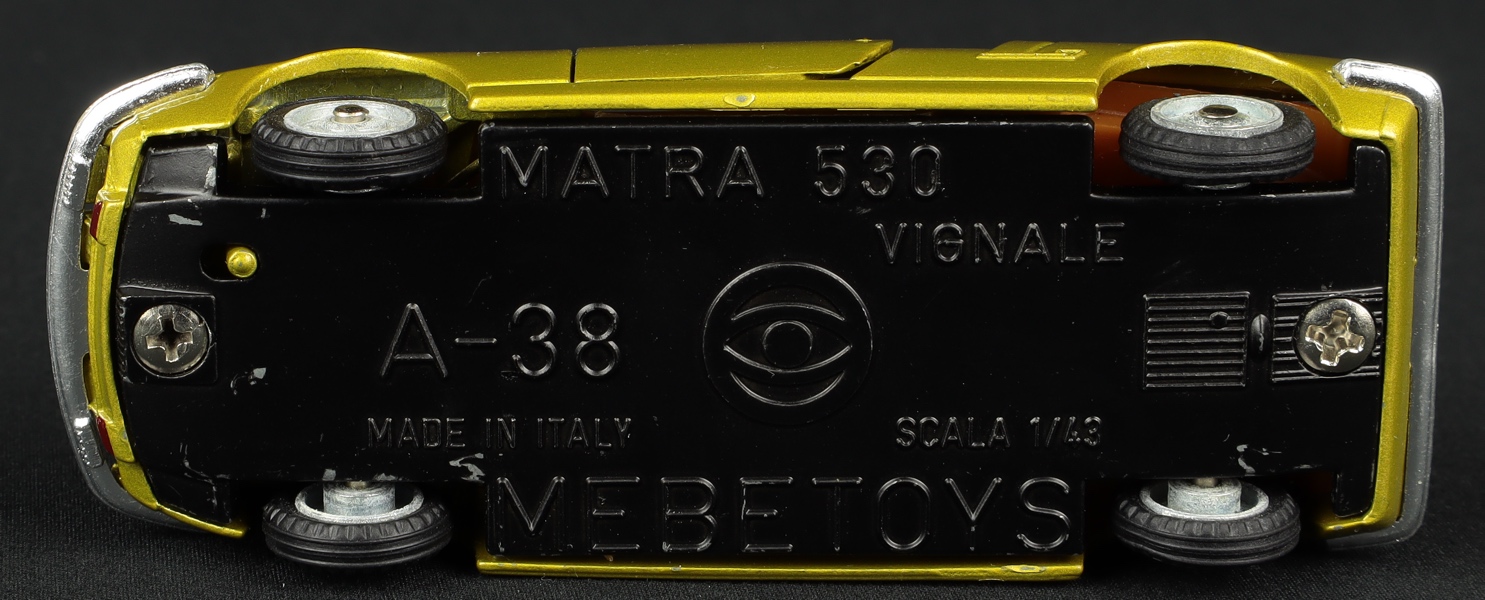 MATRA 530
VIGNALE
A-38
MADE IN ITALY
SCALA 1/43
MEBETOYS